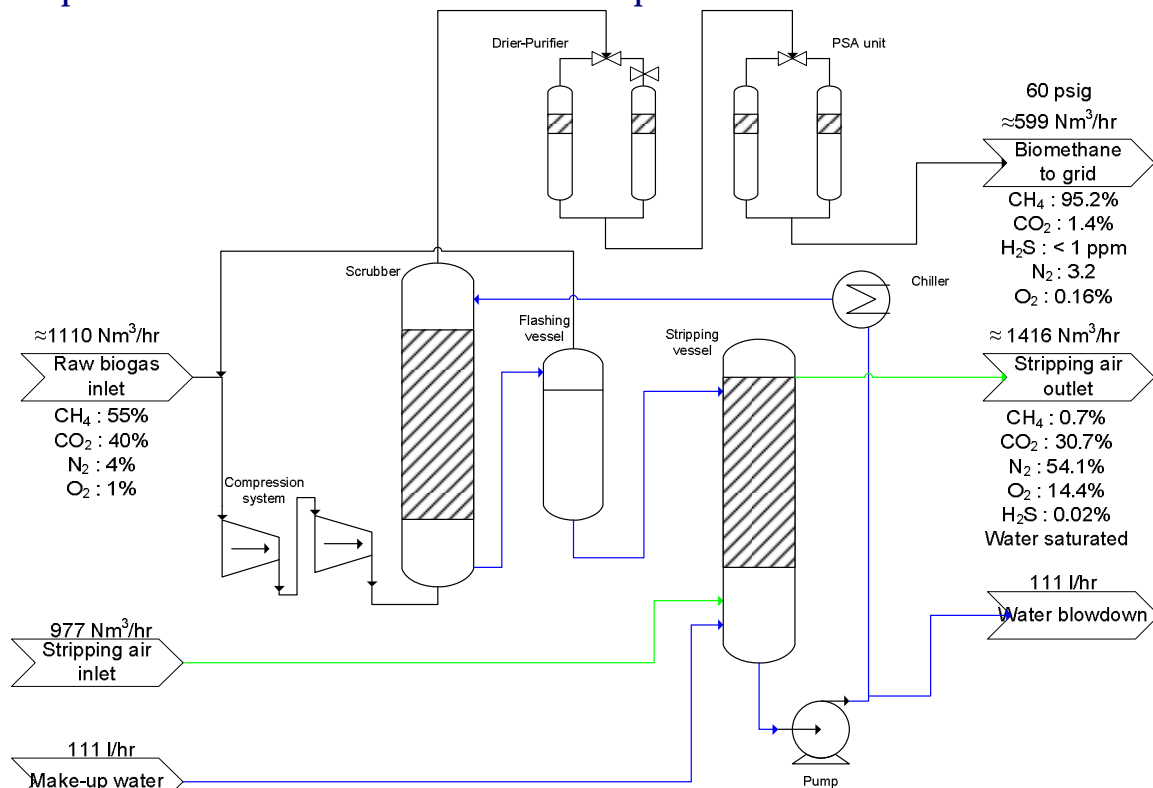 Drier-Purifier
PSA unit
60 psig
≈599 Nm³/hr
Biomethane
to grid
CH₄ : 95.2%
CO₂ : 1.4%
H₂S : < 1 ppm
N₂ : 3.2
O₂ : 0.16%
Scrubber
Chiller
Flashing
vessel
Stripping
vessel
≈1110 Nm³/hr
Raw biogas
inlet
CH₄ : 55%
CO₂ : 40%
N₂ : 4%
O₂ : 1%
≈ 1416 Nm³/hr
Stripping air
outlet
CH₄ : 0.7%
CO₂ : 30.7%
N₂ : 54.1%
O₂ : 14.4%
H₂S : 0.02%
Water saturated
Compression
system
111 l/hr
Water blowdown
977 Nm³/hr
Stripping air
inlet
111 l/hr
Make-up water
Pump